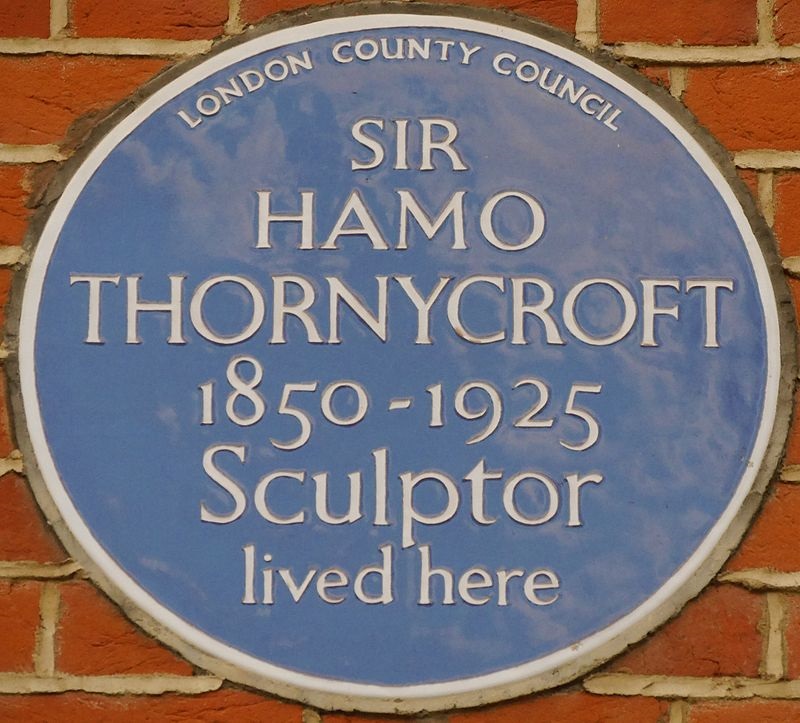 LONDON COUNTY COUNCIL
SIR
HAMO
THORNYCROFT
1850-1925
Sculptor
lived here